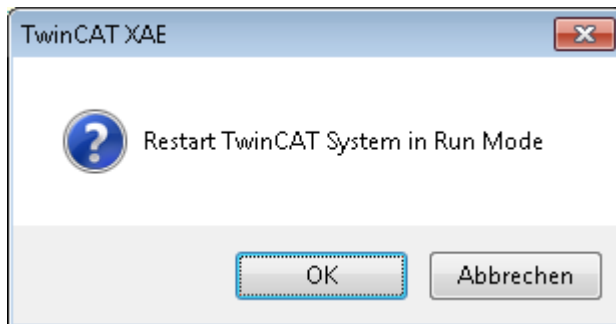 TwinCAT XAE
Restart TwinCAT System in Run Mode
OK
Abbrechen